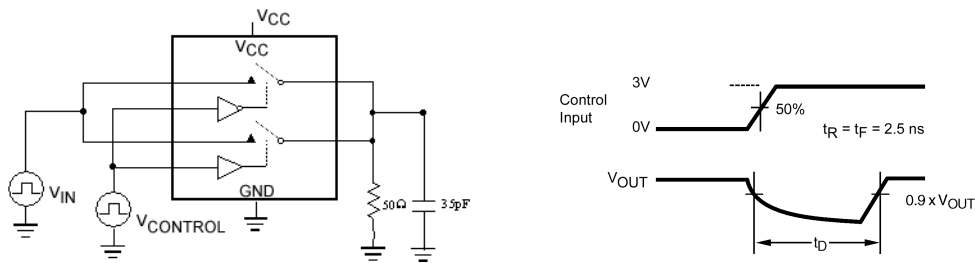 VCC
VCC
GND
VIN
VCONTROL
50Ω
35pF
Control
Input
3V
0V
50%
tR = tF = 2.5 ns
VOUT
0.9 x VOUT
tD